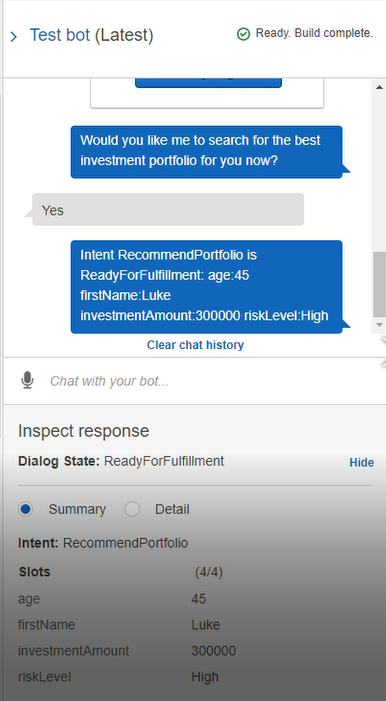 Test bot (Latest)
Ready. Build complete.
Would you like me to search for the best
investment portfolio for you now?
Yes
Intent RecommendPortfolio is
ReadyForFulfillment: age:45
firstName:Luke
investmentAmount:300000 riskLevel:High
Clear chat history
Chat with your bot...
Inspect response
Dialog State: ReadyForFulfillment
Hide
Summary Detail
Intent: RecommendPortfolio
Slots (4/4)
age 45
firstName Luke
investmentAmount 300000
riskLevel High